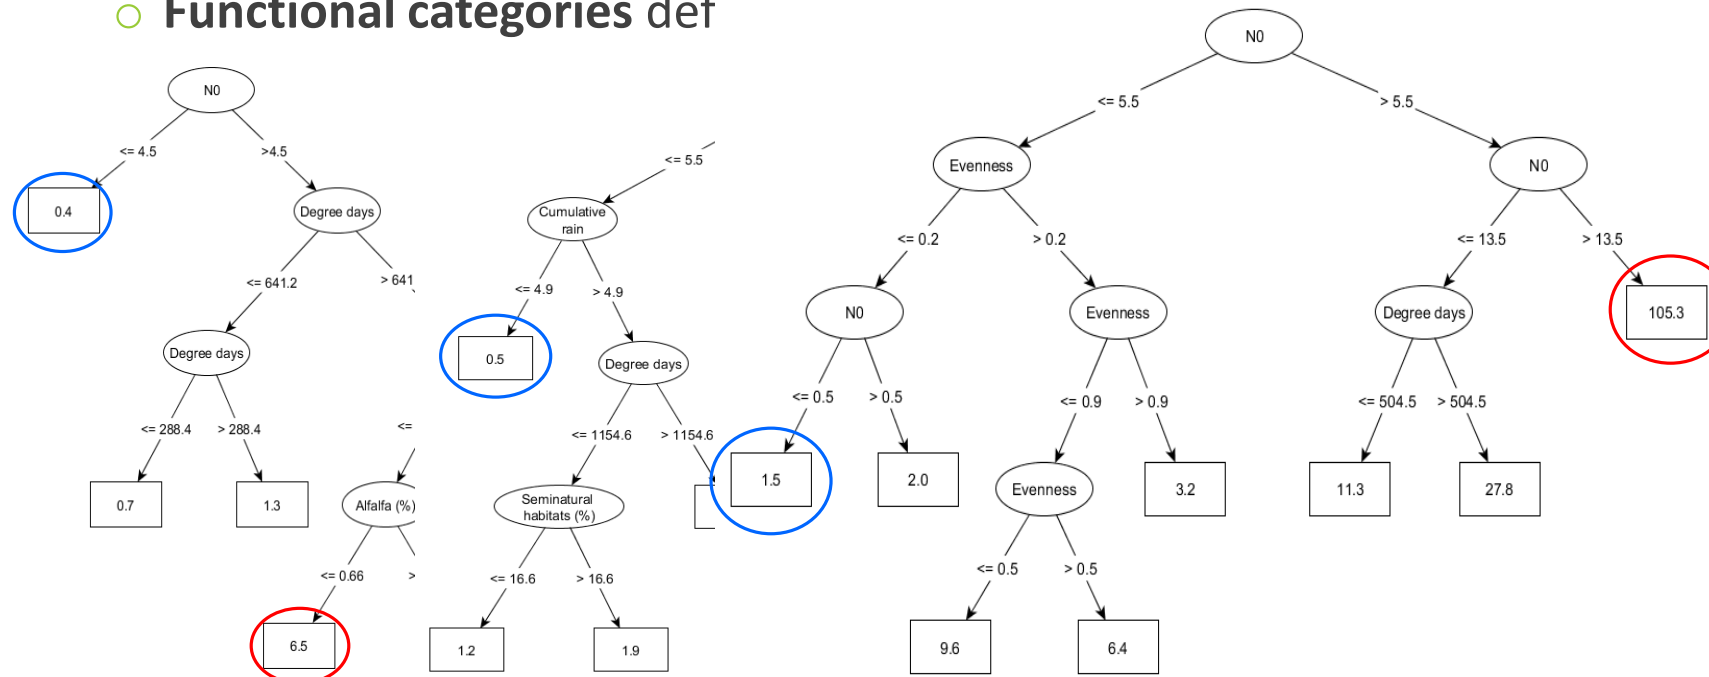 Functional categories def
N0
<= 4.5
>4.5
0.4
Degree days
<= 641.2
> 641
Degree days
<= 288.4
> 288.4
0.7
1.3
<=
Alfalfa (%)
<= 0.66
>
6.5
<= 5.5
Cumulative
rain
<= 4.9
> 4.9
0.5
Degree days
<= 1154.6
> 1154.6
Seminatural
habitats (%)
<= 16.6
> 16.6
1.2
1.9
N0
<= 5.5
> 5.5
Evenness
N0
<= 0.2
> 0.2
<= 13.5
> 13.5
N0
Evenness
Degree days
105.3
<= 0.5
> 0.5
<= 0.9
> 0.9
<= 504.5
> 504.5
1.5
2.0
Evenness
3.2
11.3
27.8
<= 0.5
> 0.5
9.6
6.4